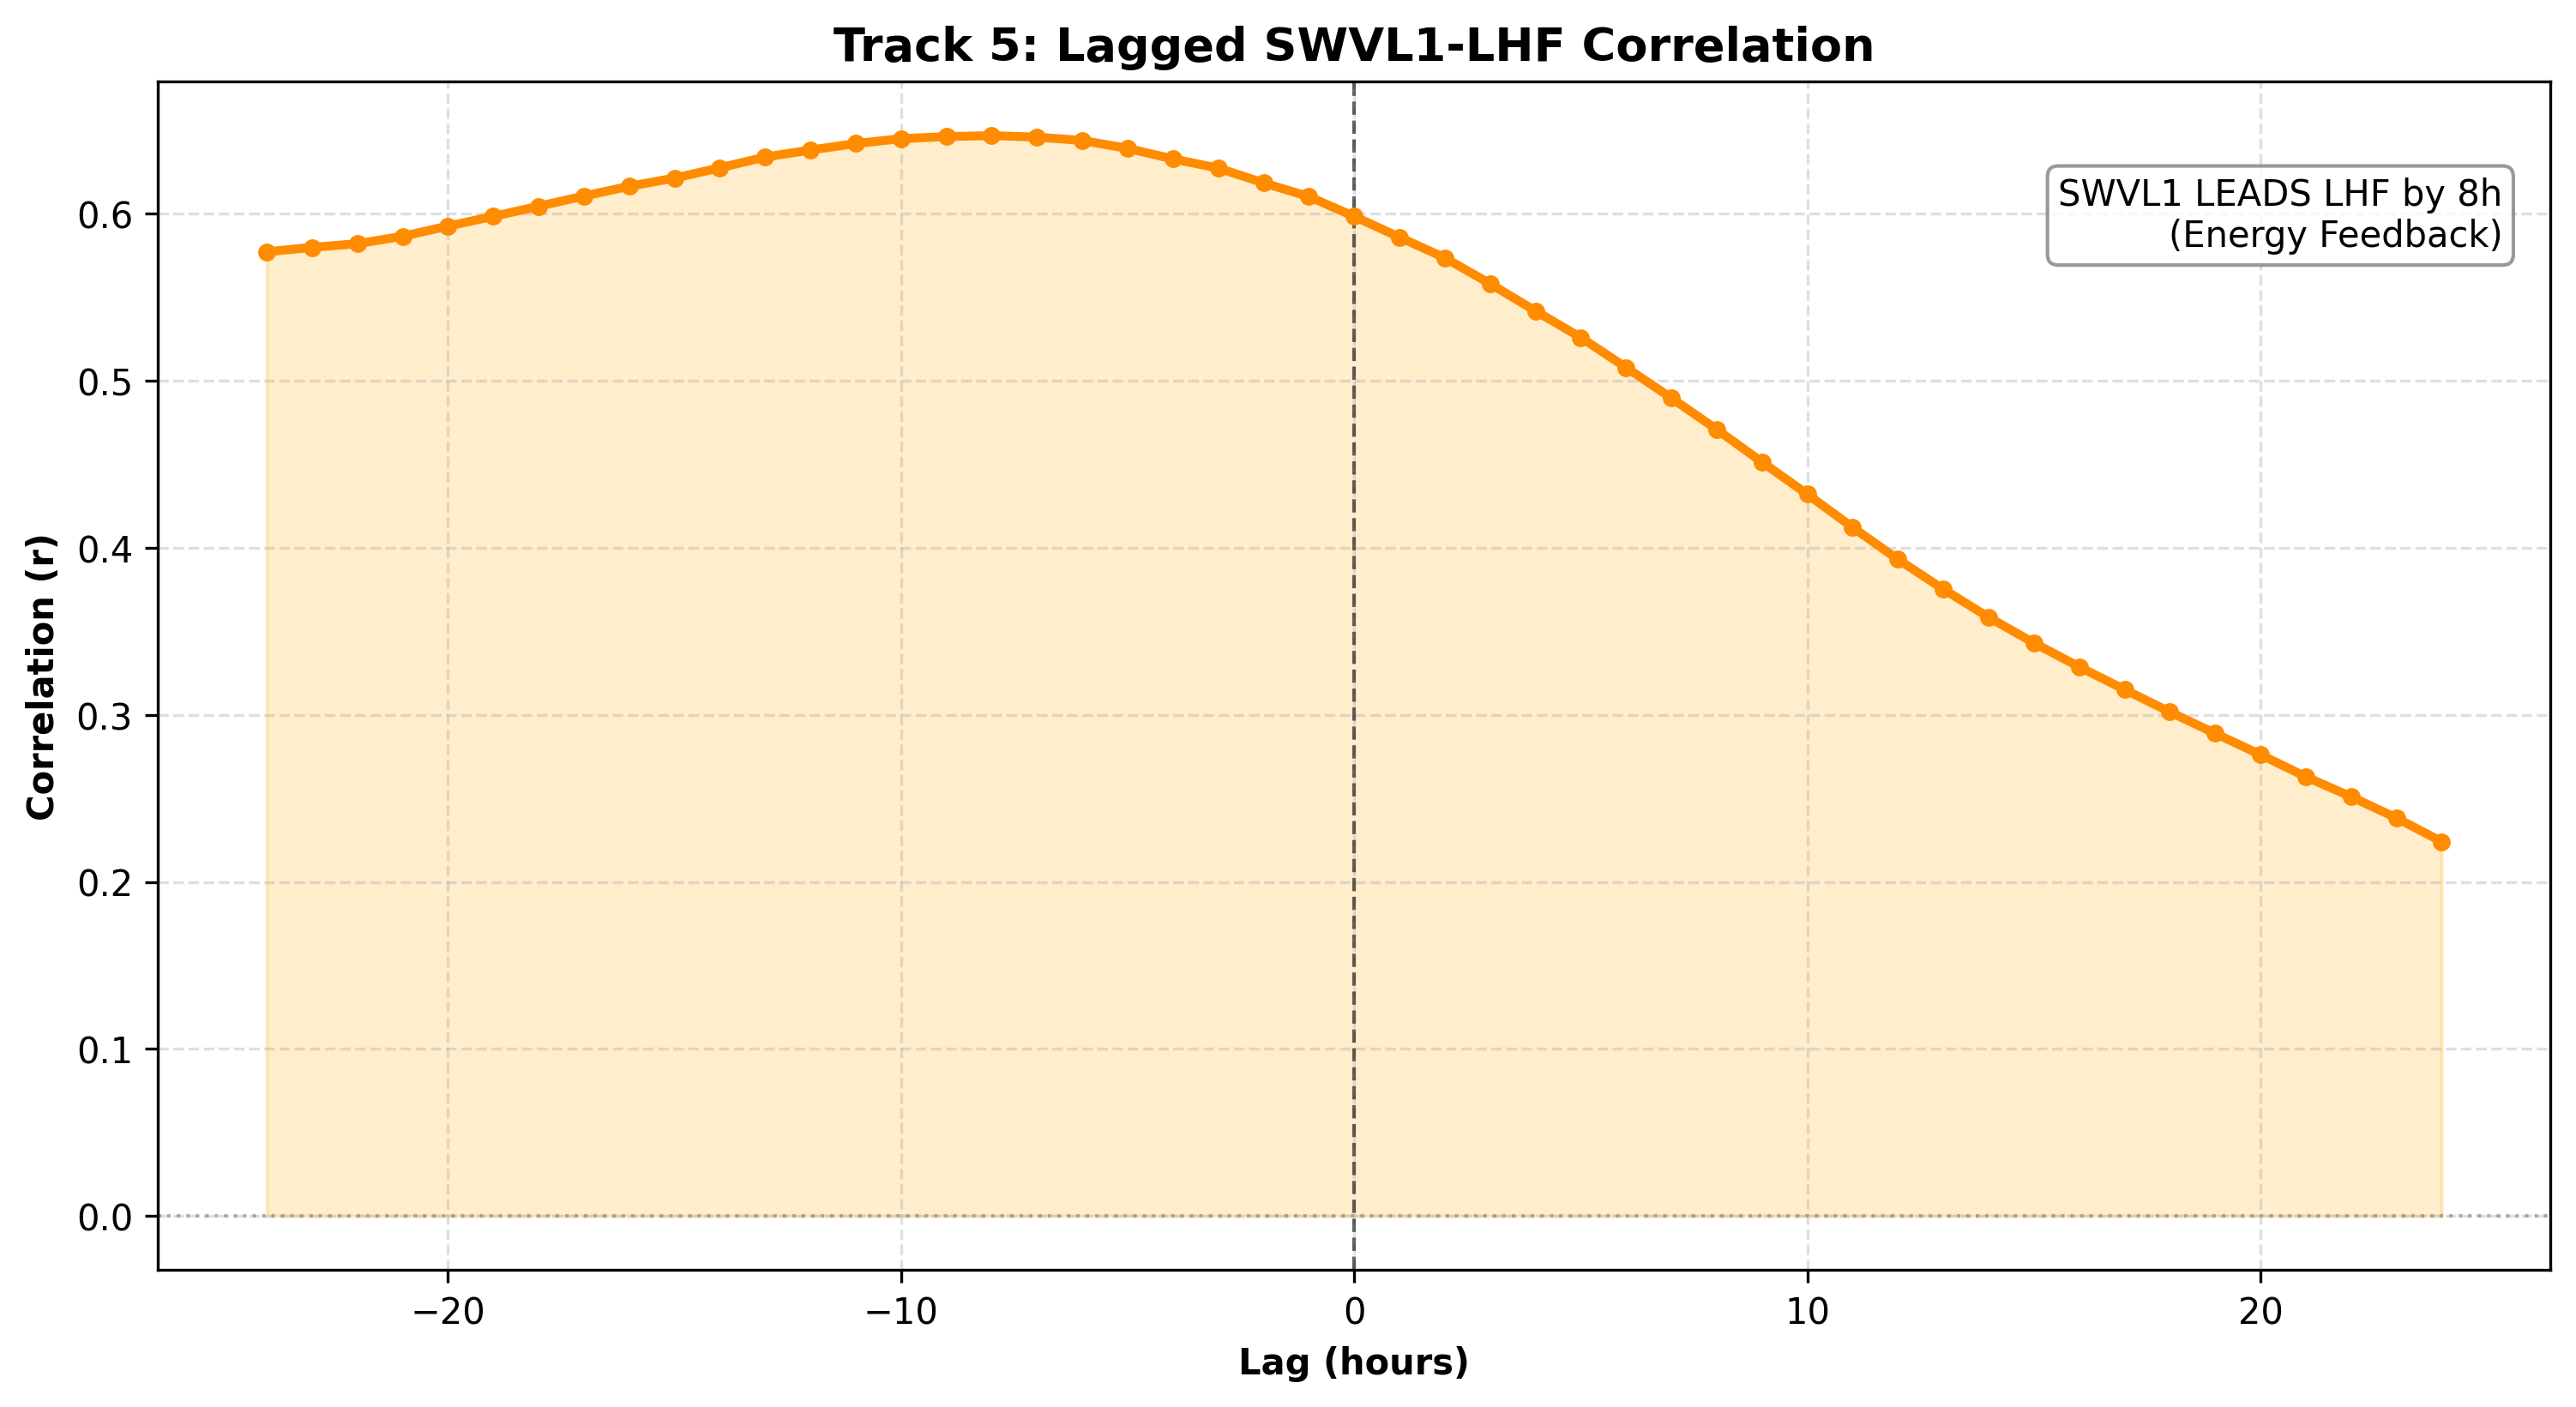 Track 5: Lagged SWVL1-LHF Correlation
SWVL1 LEADS LHF by 8h
(Energy Feedback)
Correlation (r)
0.6
0.5
0.4
0.3
0.2
0.1
0.0
−20
−10
0
10
20
Lag (hours)